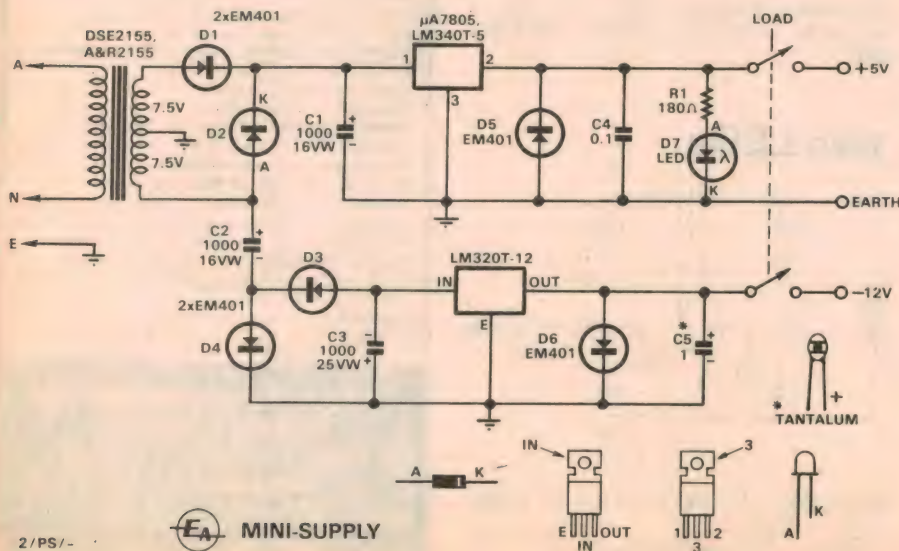 2xEM401
DSE2155,
A&R2155
D1
µA7805,
LM340T-5
LOAD
A
1
2
+5V
7.5V
K
3
R1
180Ω
D2
C1
1000
16VW
+
−
D5
EM401
C4
0.1
A
D7
LED
λ
7.5V
A
K
N
EARTH
E
C2
1000
16VW
+
−
D3
LM320T-12
IN
OUT
−12V
2xEM401
D4
C3
1000
25VW
−
+
E
D6
EM401
*
C5
1
+
−
+
*
TANTALUM
IN
3
A
K
E
OUT
IN
1
2
3
K
A
2/PS/-
EA
MINI-SUPPLY